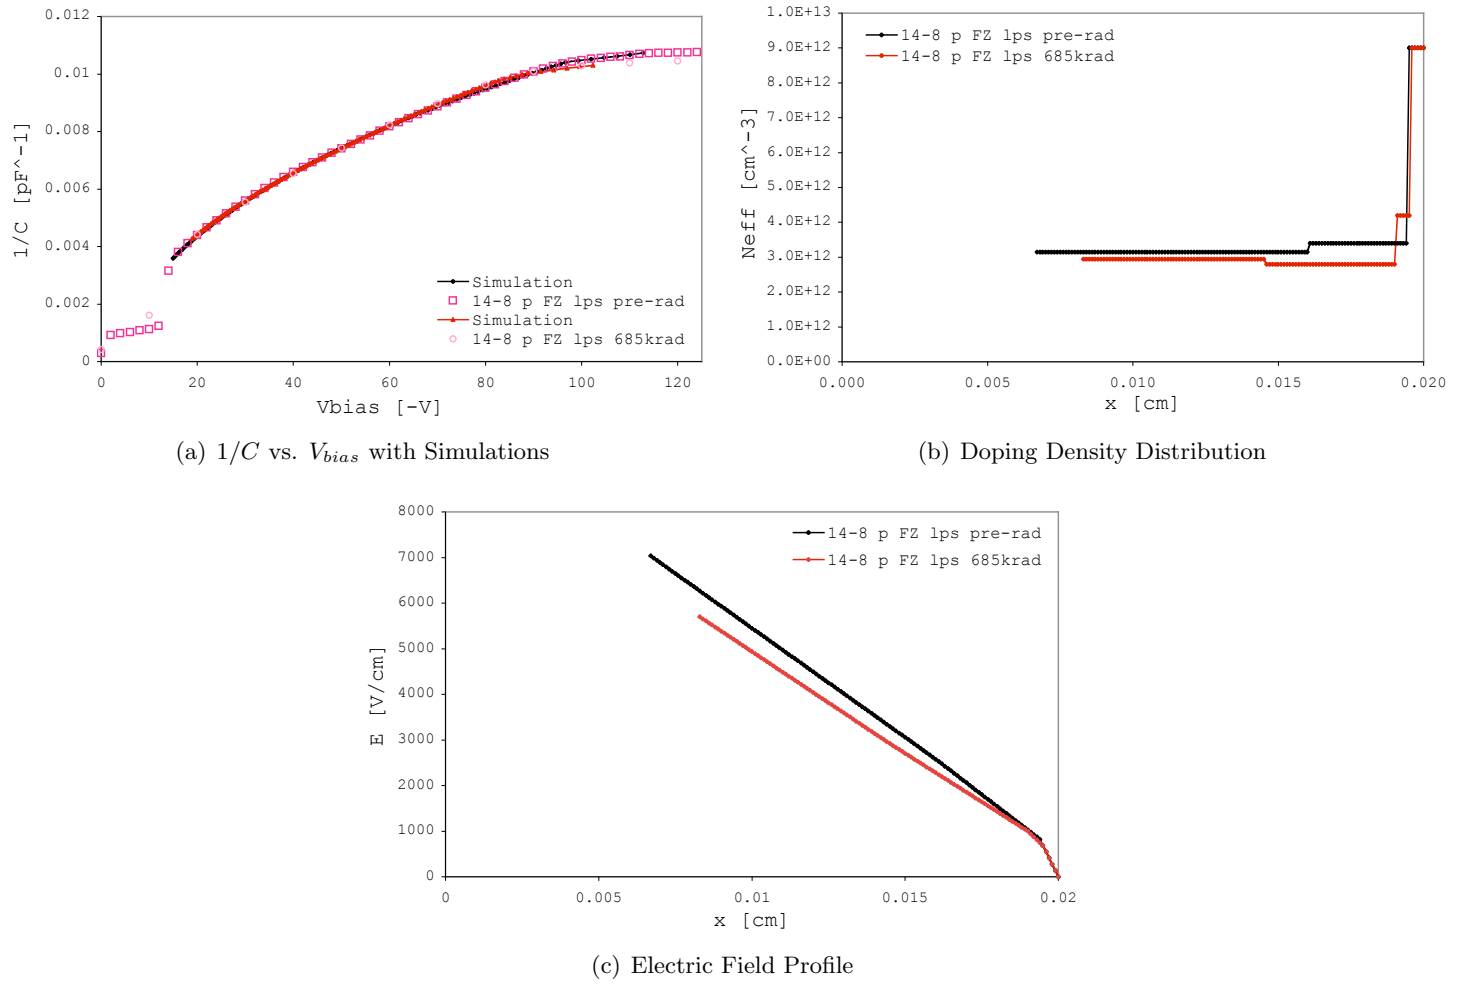 0.012
0.01
0.008
0.006
0.004
0.002
0
1/C [pF^-1]
0 20 40 60 80 100 120
Vbias [-V]
Simulation
14-8 p FZ lps pre-rad
Simulation
14-8 p FZ lps 685krad
(a) 1/C vs. V_bias with Simulations
1.0E+13
9.0E+12
8.0E+12
7.0E+12
6.0E+12
5.0E+12
4.0E+12
3.0E+12
2.0E+12
1.0E+12
0.0E+00
Neff [cm^-3]
0.000 0.005 0.010 0.015 0.020
x [cm]
14-8 p FZ lps pre-rad
14-8 p FZ lps 685krad
(b) Doping Density Distribution
8000
7000
6000
5000
4000
3000
2000
1000
0
E [V/cm]
0 0.005 0.01 0.015 0.02
x [cm]
14-8 p FZ lps pre-rad
14-8 p FZ lps 685krad
(c) Electric Field Profile